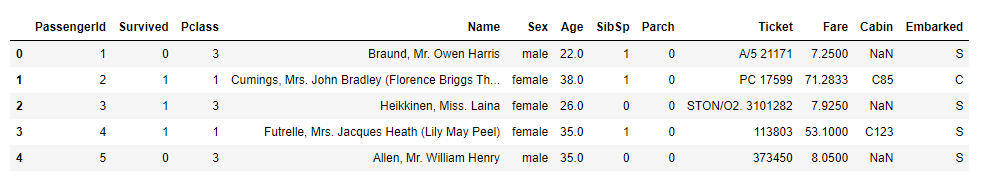 PassengerId Survived Pclass Name Sex Age SibSp Parch Ticket Fare Cabin Embarked
0 1 0 3 Braund, Mr. Owen Harris male 22.0 1 0 A/5 21171 7.2500 NaN S
1 2 1 1 Cumings, Mrs. John Bradley (Florence Briggs Th... female 38.0 1 0 PC 17599 71.2833 C85 C
2 3 1 3 Heikkinen, Miss. Laina female 26.0 0 0 STON/O2. 3101282 7.9250 NaN S
3 4 1 1 Futrelle, Mrs. Jacques Heath (Lily May Peel) female 35.0 1 0 113803 53.1000 C123 S
4 5 0 3 Allen, Mr. William Henry male 35.0 0 0 373450 8.0500 NaN S